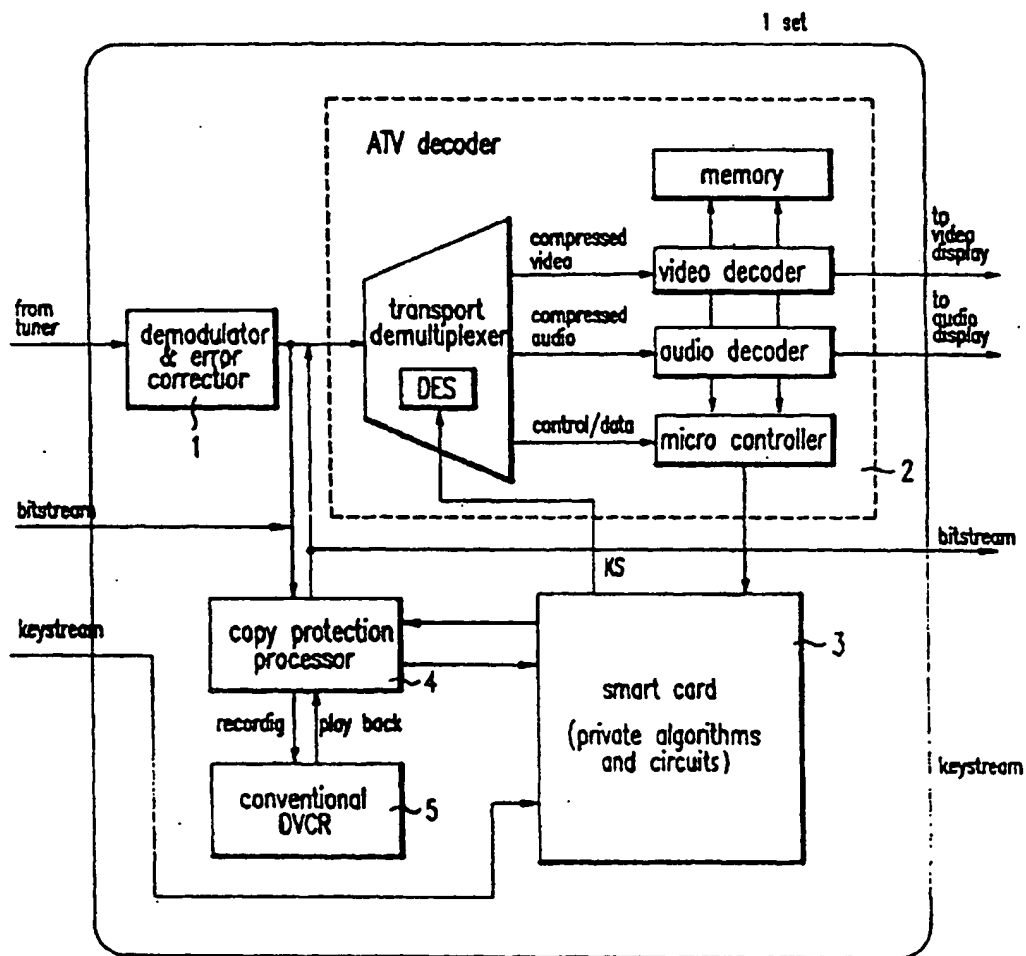 1 set
ATV decoder
memory
compressed
video
video decoder
to
video
display
from
tuner
demodulator
& error
correctior
1
transport
demultiplexer
DES
compressed
audio
audio decoder
to
audio
display
control/data
micro controller
2
bitstream
bitstream
KS
keystream
copy protection
processor
4
3
smart card
(private algorithms
and circuits)
recordig
play back
keystream
conventional
DVCR
5